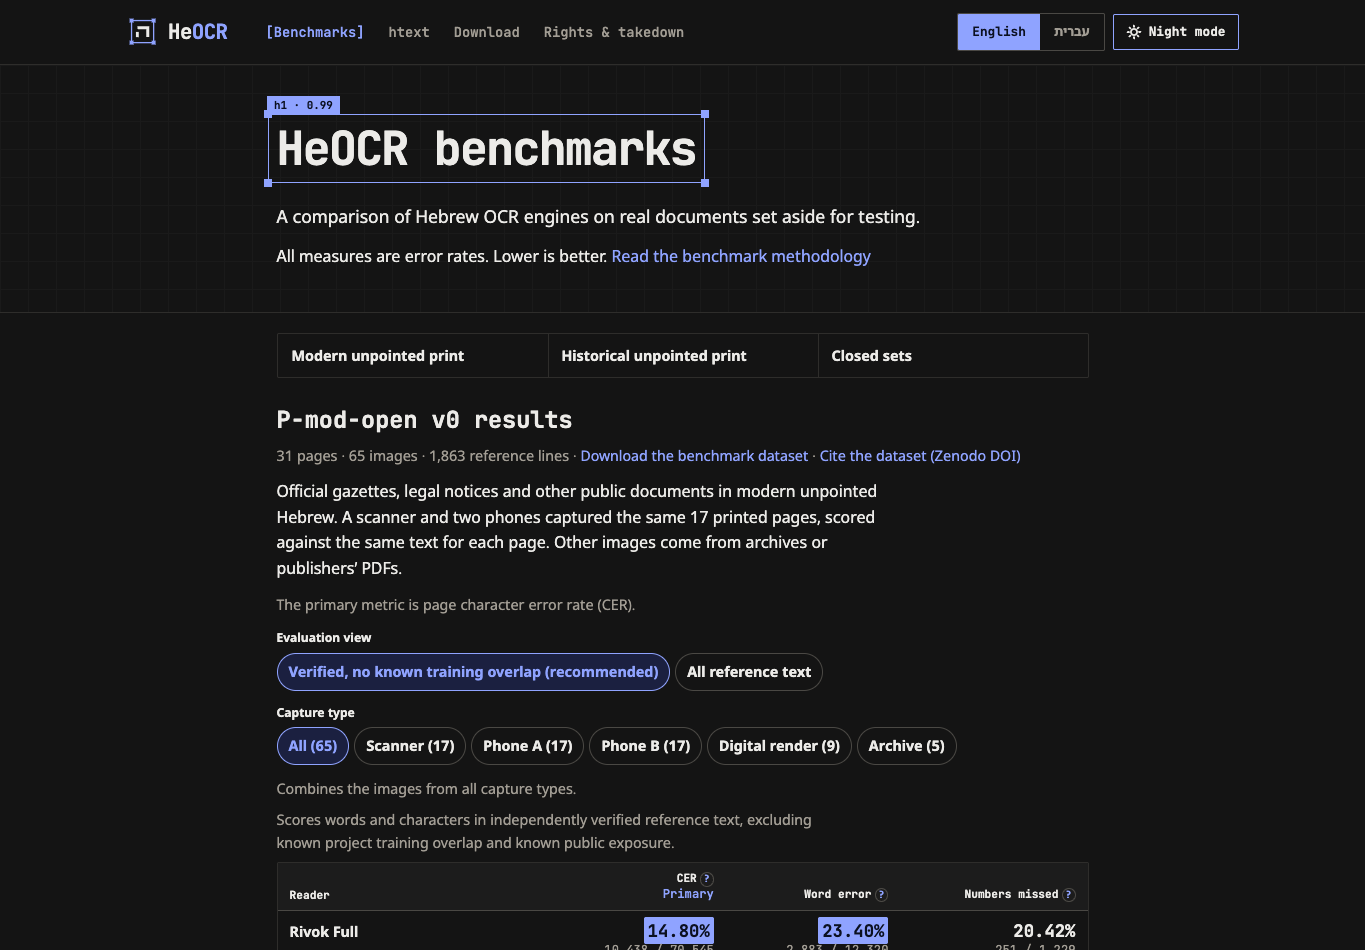 HeOCR
[Benchmarks]
htext
Download
Rights & takedown
English
עברית
Night mode
h1 · 0.99
HeOCR benchmarks
A comparison of Hebrew OCR engines on real documents set aside for testing.
All measures are error rates. Lower is better. Read the benchmark methodology
Modern unpointed print
Historical unpointed print
Closed sets
P-mod-open v0 results
31 pages · 65 images · 1,863 reference lines · Download the benchmark dataset · Cite the dataset (Zenodo DOI)
Official gazettes, legal notices and other public documents in modern unpointed
Hebrew. A scanner and two phones captured the same 17 printed pages, scored
against the same text for each page. Other images come from archives or
publishers’ PDFs.
The primary metric is page character error rate (CER).
Evaluation view
Verified, no known training overlap (recommended)
All reference text
Capture type
All (65)
Scanner (17)
Phone A (17)
Phone B (17)
Digital render (9)
Archive (5)
Combines the images from all capture types.
Scores words and characters in independently verified reference text, excluding
known project training overlap and known public exposure.
Reader
CER ?
Primary
Word error ?
Numbers missed ?
Rivok Full
14.80%
23.40%
20.42%